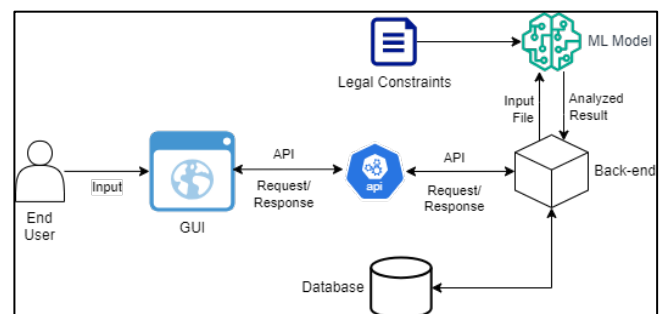 ML Model
Legal Constraints
Input
File
Analyzed
Result
API
API
Back-end
Input
Request/
Response
api
Request/
Response
End
User
GUI
Database